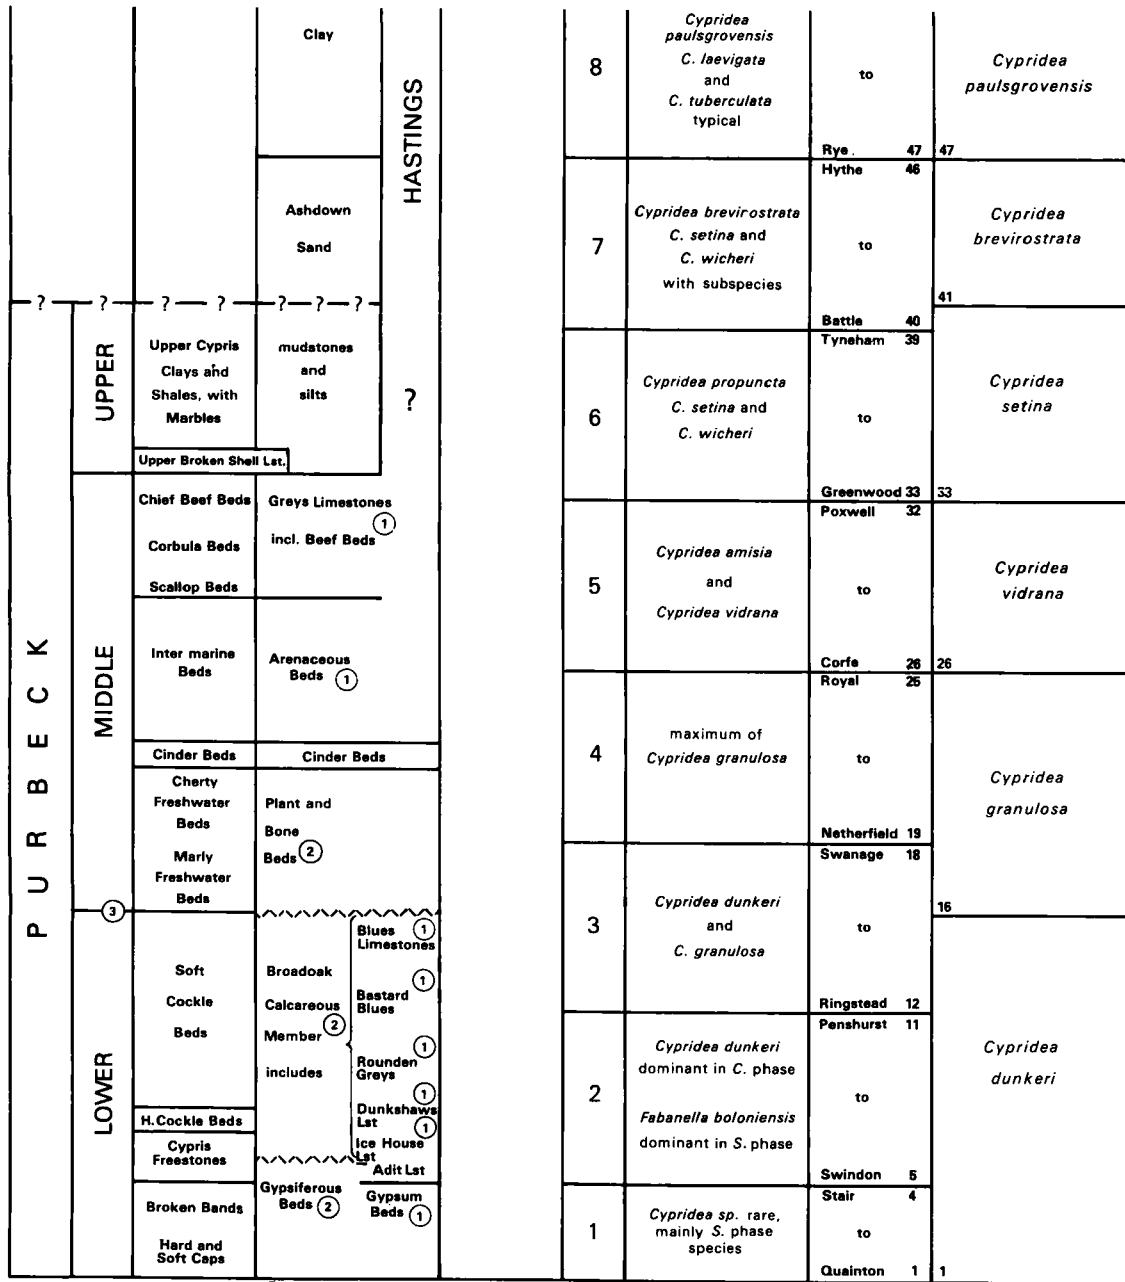 Clay
HASTINGS
Ashdown
Sand
? ? ? ? ? ? ?
PURBECK
UPPER
Upper Cypris
Clays and
Shales, with
Marbles
mudstones
and
silts
?
Upper Broken Shell Lst.
MIDDLE
Chief Beef Beds
Corbula Beds
Scallop Beds
Greys Limestones
1
incl. Beef Beds
Inter marine
Beds
Arenaceous
Beds 1
Cinder Beds
Cinder Beds
Cherty
Freshwater
Beds
Marly
Freshwater
Beds
Plant and
Bone
Beds 2
3
LOWER
Soft
Cockle
Beds
Broadoak
Calcareous
Member 2
includes
Blues 1
Limestones
1
Bastard
Blues
1
Rounden
Greys
1
Dunkshaws
Lst 1
Ice House
Lst
Adit Lst
H.Cockle Beds
Cypris
Freestones
Broken Bands
Hard and
Soft Caps
Gypsiferous
Beds 2
Gypsum
Beds 1
8
Cypridea
paulsgrovensis
C. laevigata
and
C. tuberculata
typical
to
Rye. 47
47
Cypridea
paulsgrovensis
7
Cypridea brevirostrata
C. setina and
C. wicheri
with subspecies
Hythe 46
to
Battle 40
Cypridea
brevirostrata
41
6
Cypridea propuncta
C. setina and
C. wicheri
Tyneham 39
to
Greenwood 33
33
Cypridea
setina
5
Cypridea amisia
and
Cypridea vidrana
Poxwell 32
to
Corfe 26
26
Cypridea
vidrana
4
maximum of
Cypridea granulosa
Royal 25
to
Netherfield 19
Cypridea
granulosa
16
3
Cypridea dunkeri
and
C. granulosa
Swanage 18
to
Ringstead 12
2
Cypridea dunkeri
dominant in C. phase
Fabanella boloniensis
dominant in S. phase
Penshurst 11
to
Swindon 5
Cypridea
dunkeri
1
Cypridea sp. rare,
mainly S. phase
species
Stair 4
to
Quainton 1
1